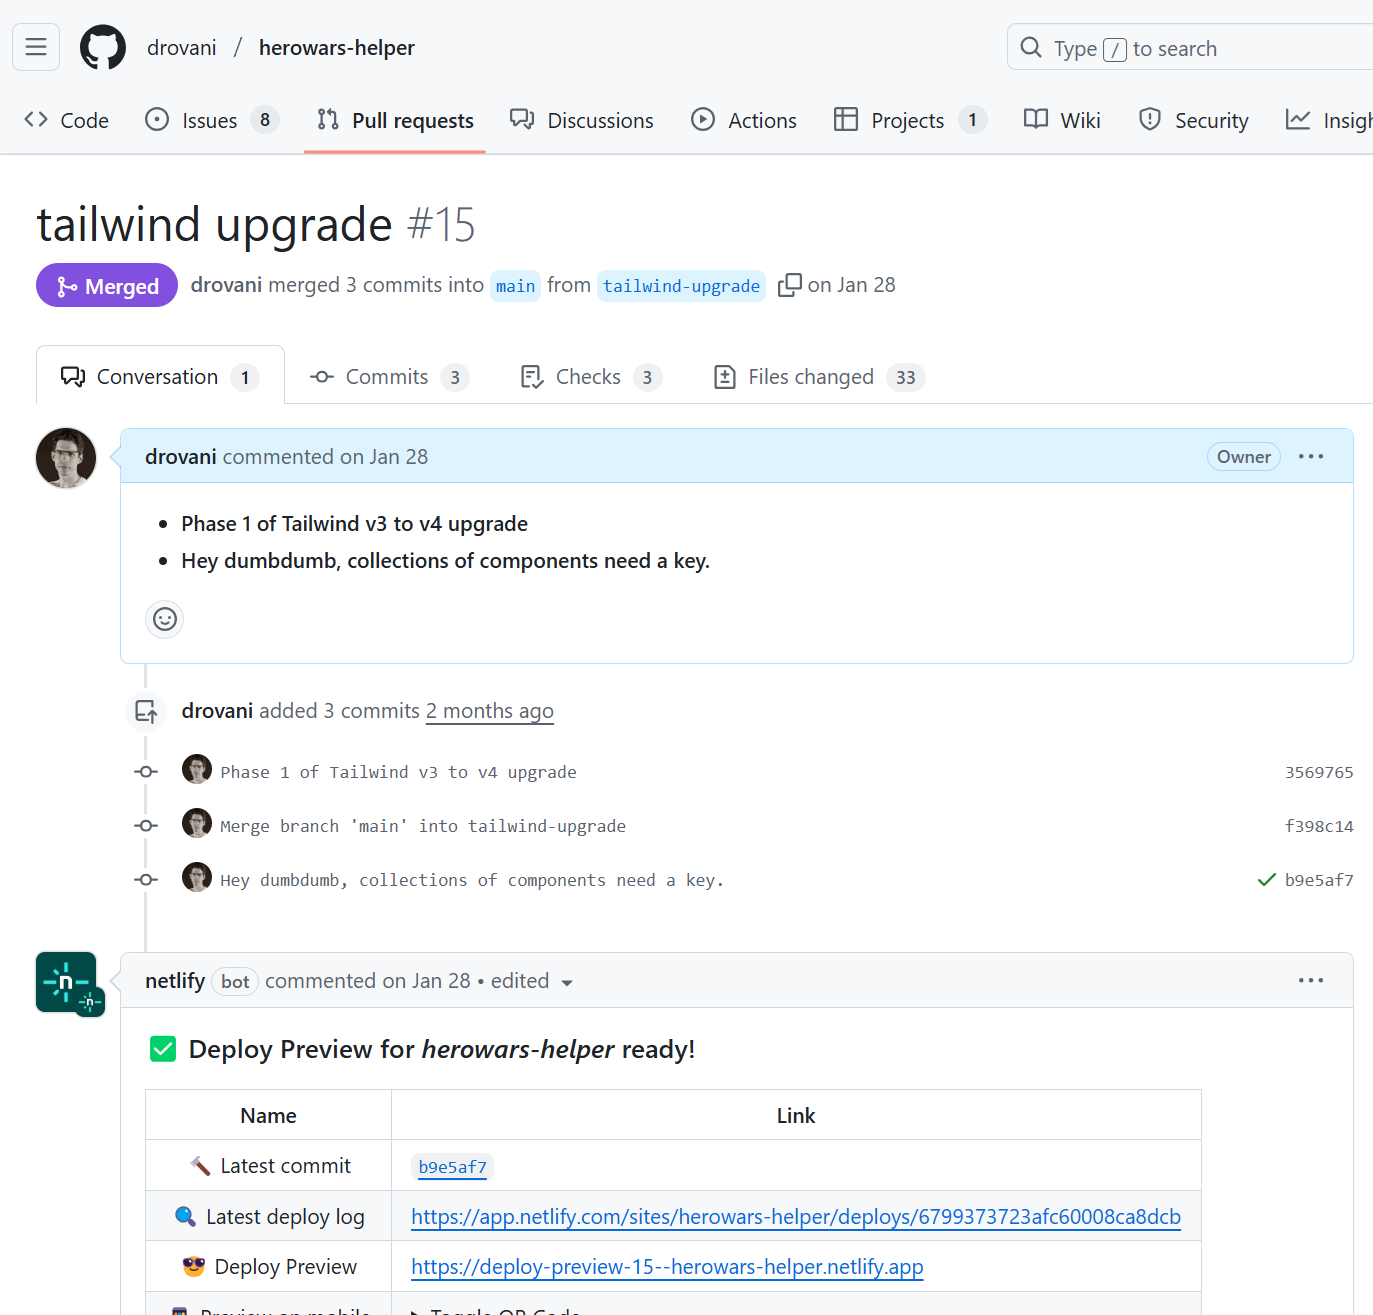 drovani / herowars-helper
Type / to search
Code Issues 8 Pull requests Discussions Actions Projects 1 Wiki Security Insigh
tailwind upgrade #15
Merged drovani merged 3 commits into main from tailwind-upgrade on Jan 28
Conversation 1 Commits 3 Checks 3 Files changed 33
drovani commented on Jan 28 Owner
Phase 1 of Tailwind v3 to v4 upgrade
Hey dumbdumb, collections of components need a key.
drovani added 3 commits 2 months ago
Phase 1 of Tailwind v3 to v4 upgrade 3569765
Merge branch 'main' into tailwind-upgrade f398c14
Hey dumbdumb, collections of components need a key. b9e5af7
n n netlify bot commented on Jan 28 • edited
Deploy Preview for herowars-helper ready!
Name Link
Latest commit b9e5af7
Latest deploy log https://app.netlify.com/sites/herowars-helper/deploys/6799373723afc60008ca8dcb
Deploy Preview https://deploy-preview-15--herowars-helper.netlify.app
Preview on mobile Toggle QR Code